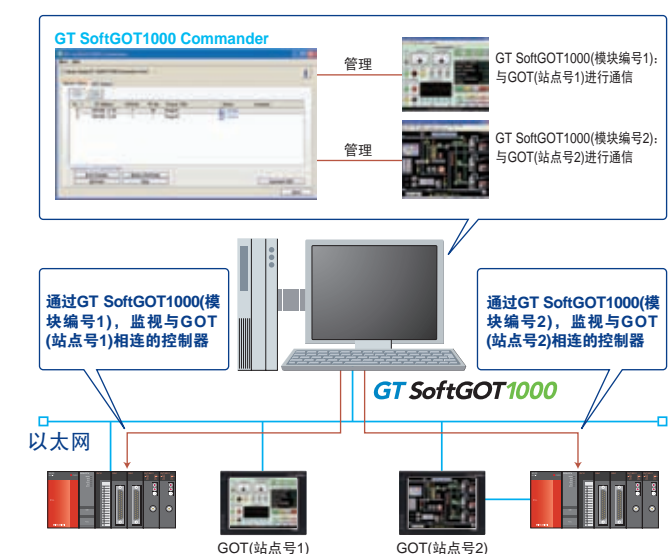 GT SoftGOT1000 Commander
管理
GT SoftGOT1000(模块编号1):
与GOT(站点号1)进行通信
管理
GT SoftGOT1000(模块编号2):
与GOT(站点号2)进行通信
通过GT SoftGOT1000(模
块编号1)，监视与GOT
(站点号1)相连的控制器
通过GT SoftGOT1000(模
块编号2)，监视与GOT
(站点号2)相连的控制器
GT SoftGOT1000
以太网
GOT(站点号1)
GOT(站点号2)